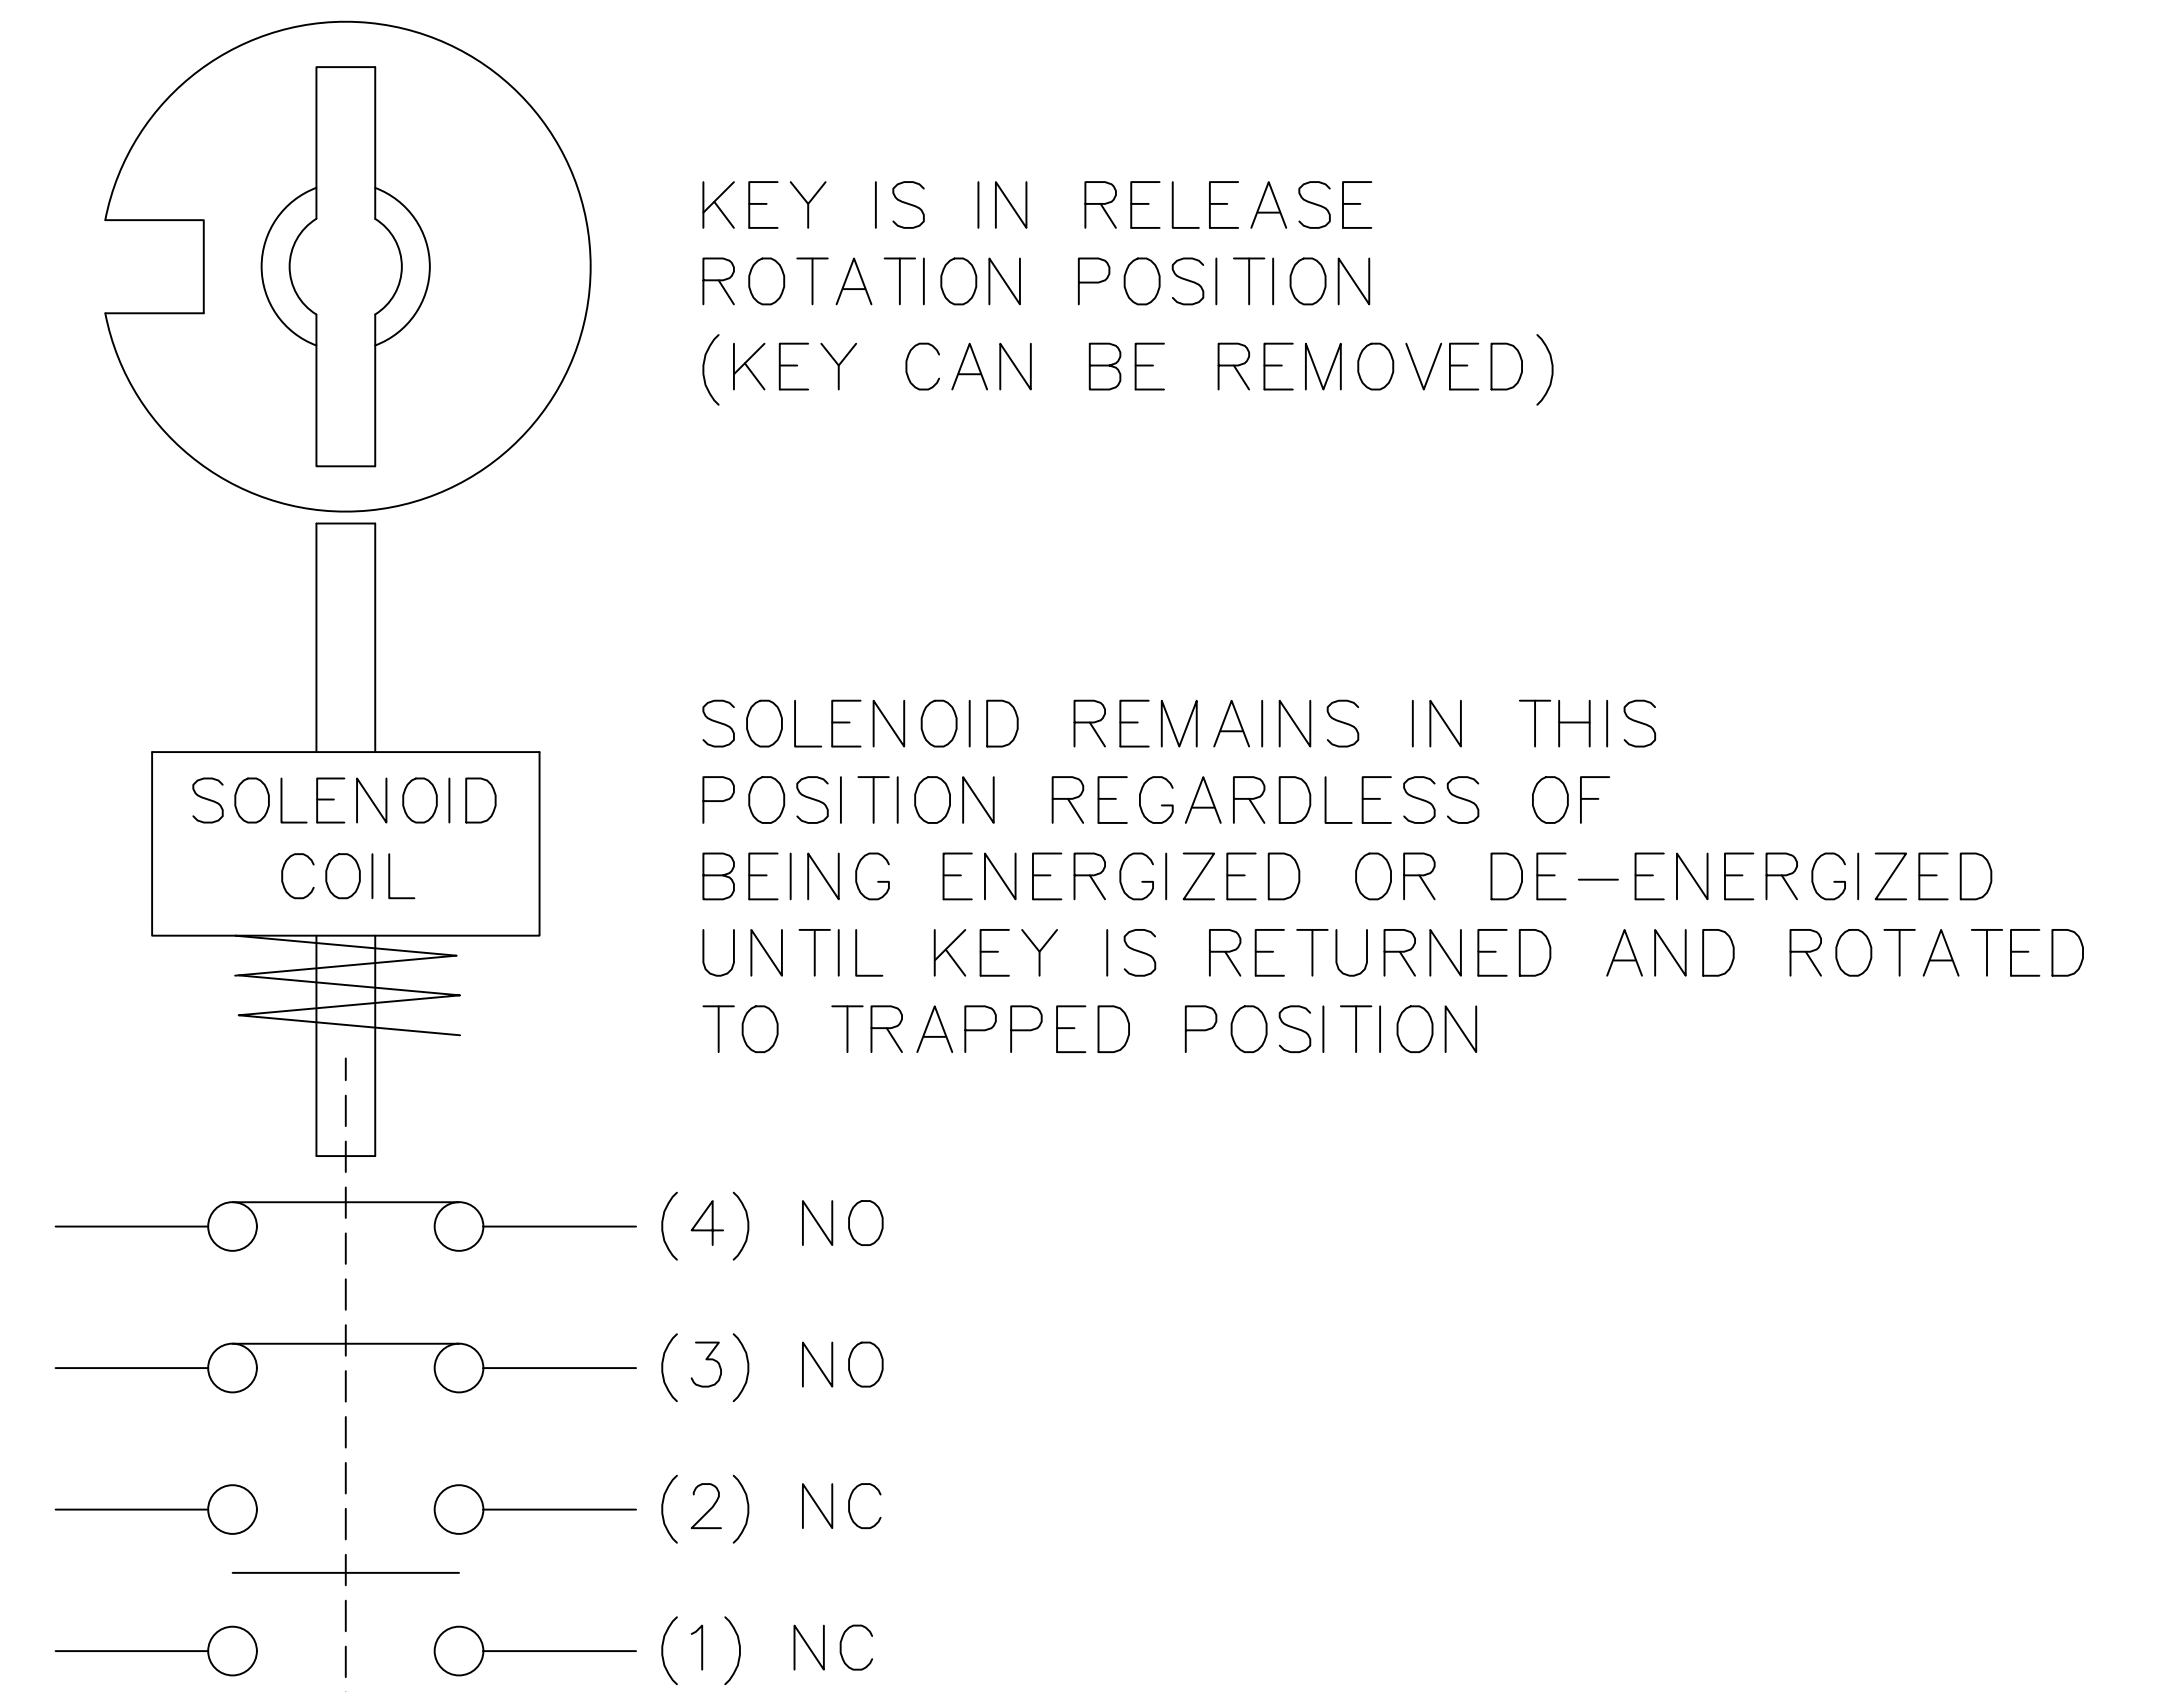 KEY IS IN RELEASE
ROTATION POSITION
(KEY CAN BE REMOVED)
SOLENOID REMAINS IN THIS
POSITION REGARDLESS OF
BEING ENERGIZED OR DE-ENERGIZED
UNTIL KEY IS RETURNED AND ROTATED
TO TRAPPED POSITION
SOLENOID
COIL
(4) NO
(3) NO
(2) NC
(1) NC